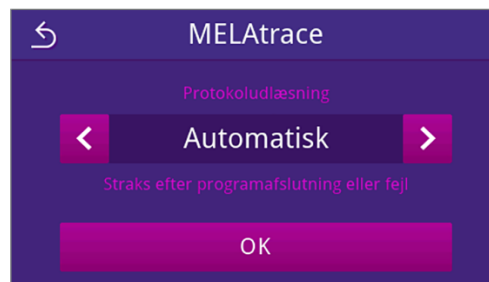 MELAtrace
Protokoludlæsning
Automatisk
Straks efter programafslutning eller fejl
OK